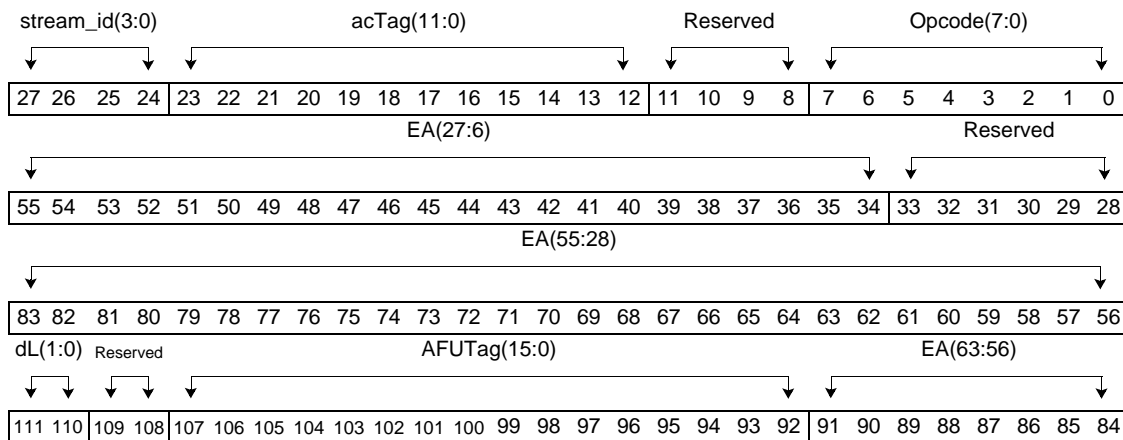 stream_id(3:0) acTag(11:0) Reserved Opcode(7:0)
27 26 25 24 23 22 21 20 19 18 17 16 15 14 13 12 11 10 9 8 7 6 5 4 3 2 1 0
EA(27:6) Reserved
55 54 53 52 51 50 49 48 47 46 45 44 43 42 41 40 39 38 37 36 35 34 33 32 31 30 29 28
EA(55:28)
83 82 81 80 79 78 77 76 75 74 73 72 71 70 69 68 67 66 65 64 63 62 61 60 59 58 57 56
dL(1:0) Reserved AFUTag(15:0) EA(63:56)
111 110 109 108 107 106 105 104 103 102 101 100 99 98 97 96 95 94 93 92 91 90 89 88 87 86 85 84